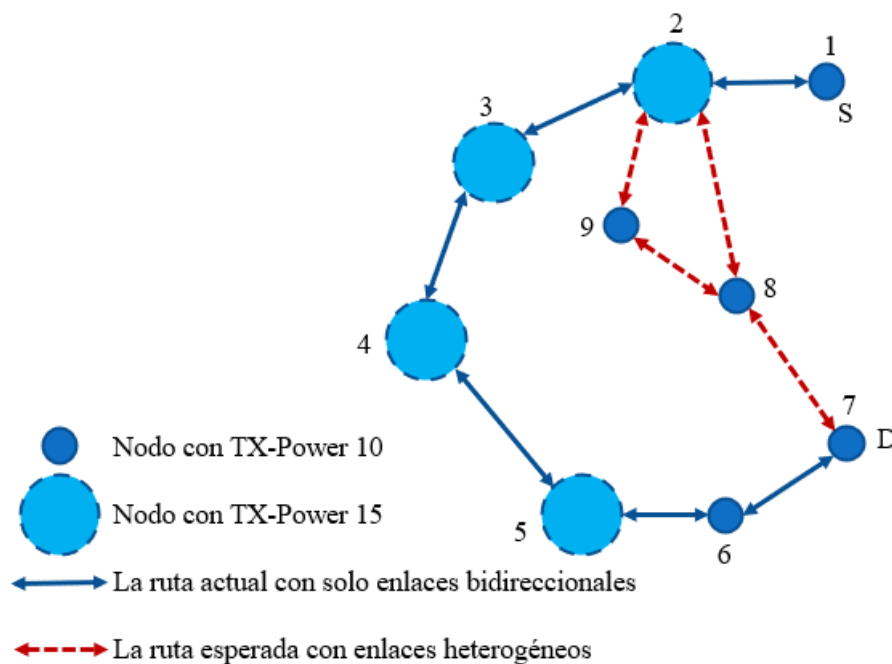 2
1
S
3
9
8
4
7
D
Nodo con TX-Power 10
Nodo con TX-Power 15
5
6
La ruta actual con solo enlaces bidireccionales
La ruta esperada con enlaces heterogéneos